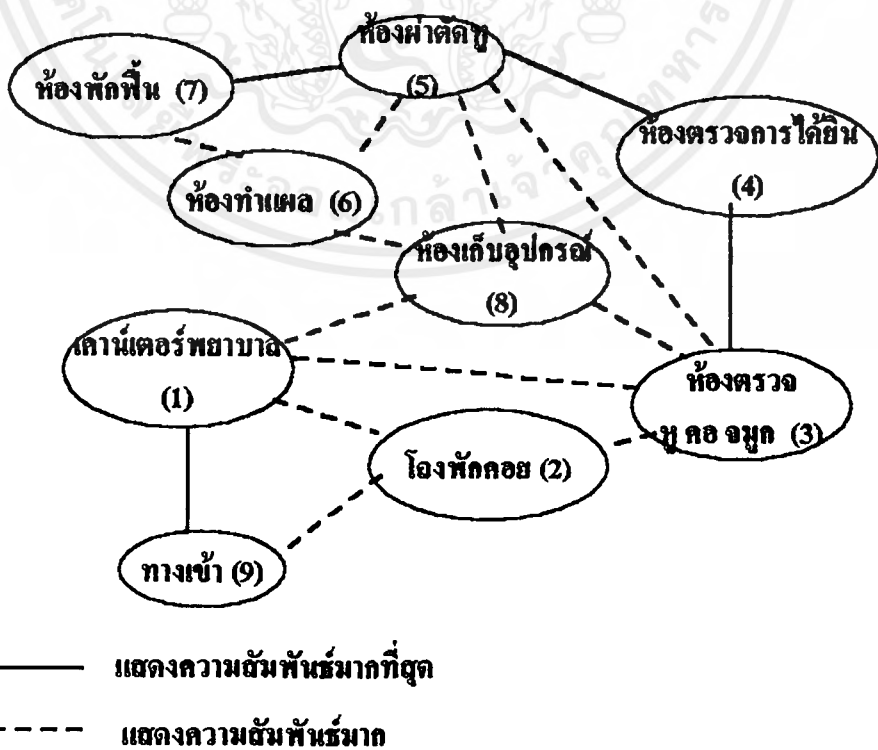 ห้องผ่าตัดหู
(5)
ห้องพักฟื้น (7)
ห้องตรวจการได้ยิน
(4)
ห้องทำแผล (6)
ห้องเก็บอุปกรณ์
(8)
เคาน์เตอร์พยาบาล
(1)
ห้องตรวจ
หู คอ จมูก (3)
โถงพักคอย (2)
ทางเข้า (9)
แสดงความสัมพันธ์มากที่สุด
แสดงความสัมพันธ์มาก